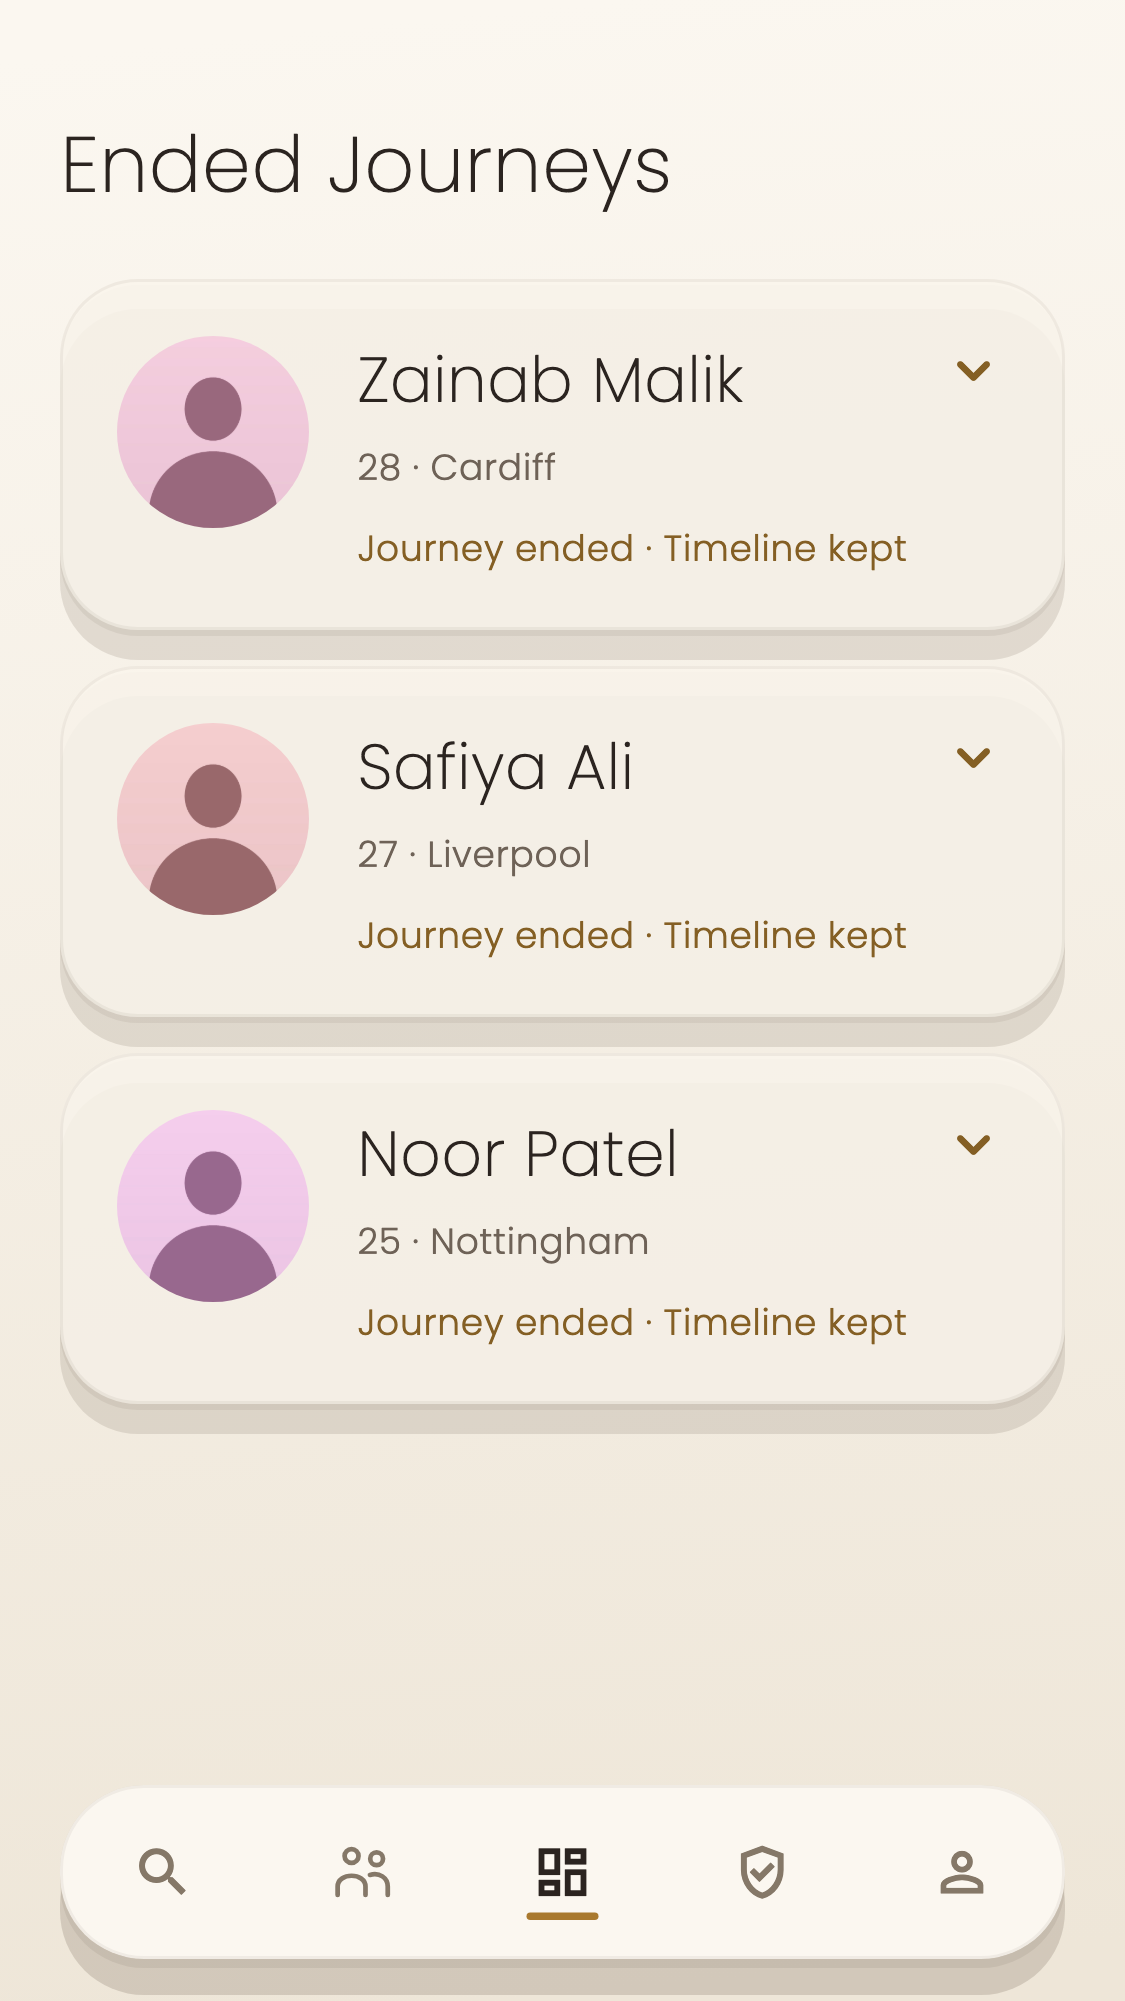 Ended Journeys
Zainab Malik
28 · Cardiff
Journey ended · Timeline kept
Safiya Ali
27 · Liverpool
Journey ended · Timeline kept
Noor Patel
25 · Nottingham
Journey ended · Timeline kept